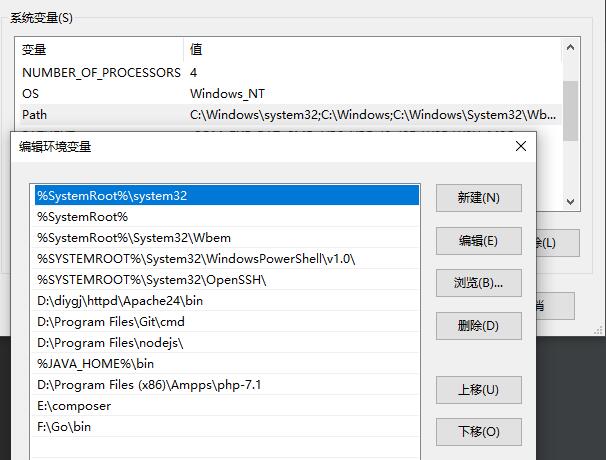 系统变量(S)
变量 值
NUMBER_OF_PROCESSORS 4
OS Windows_NT
Path C:\Windows\system32;C:\Windows;C:\Windows\System32\Wb...
编辑环境变量
%SystemRoot%\system32
%SystemRoot%
%SystemRoot%\System32\Wbem
%SYSTEMROOT%\System32\WindowsPowerShell\v1.0\
%SYSTEMROOT%\System32\OpenSSH\
D:\diygj\httpd\Apache24\bin
D:\Program Files\Git\cmd
D:\Program Files\nodejs\
%JAVA_HOME%\bin
D:\Program Files (x86)\Ampps\php-7.1
E:\composer
F:\Go\bin
新建(N)
编辑(E)
浏览(B)...
删除(D)
上移(U)
下移(O)
除(L)
消